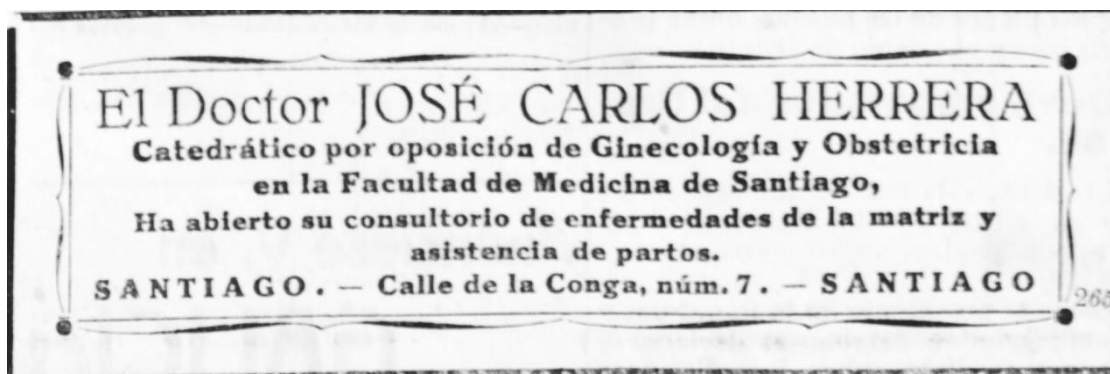 El Doctor JOSÉ CARLOS HERRERA
Catedrático por oposición de Ginecología y Obstetricia
en la Facultad de Medicina de Santiago,
Ha abierto su consultorio de enfermedades de la matriz y
asistencia de partos.
SANTIAGO. — Calle de la Conga, núm. 7. — SANTIAGO
265